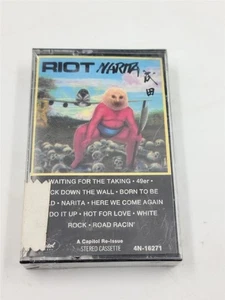 RIOT NARITA 成田
WAITING FOR THE TAKING • 49er •
CK DOWN THE WALL • BORN TO BE
D • NARITA • HERE WE COME AGAIN
DO IT UP • HOT FOR LOVE • WHITE
ROCK • ROAD RACIN'
A Capitol Re-Issue
STEREO CASSETTE 4N-16271